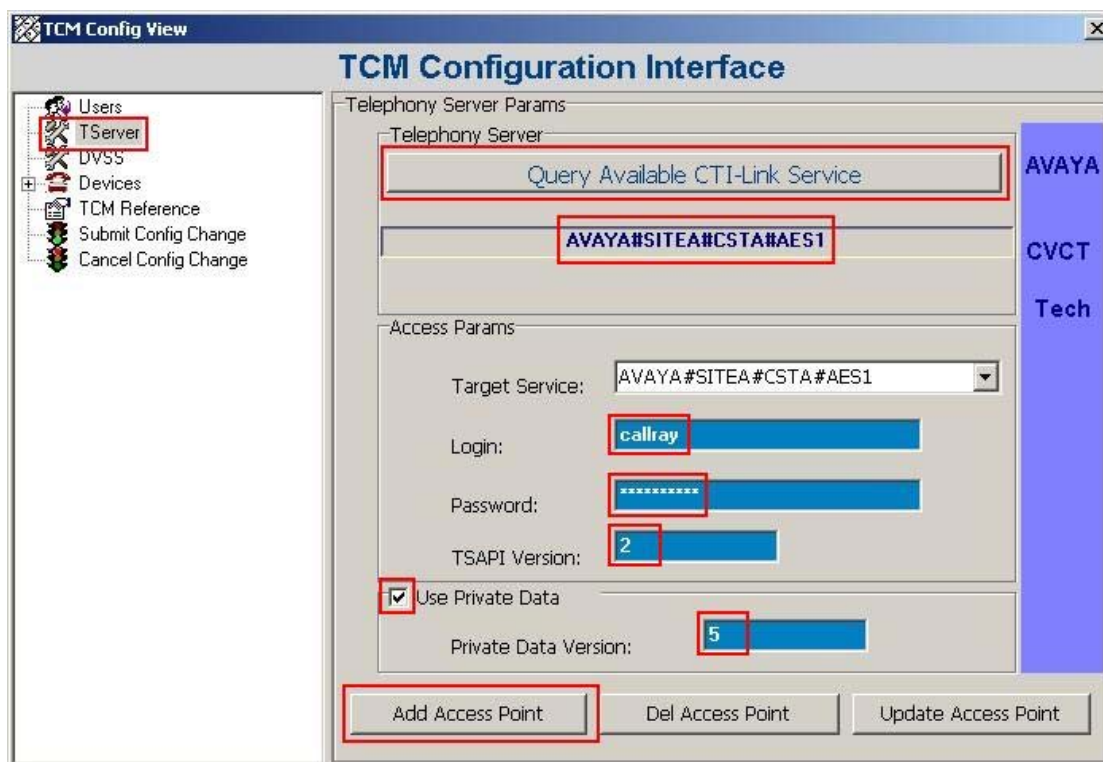 TCM Config View
TCM Configuration Interface
Users
TServer
DVSS
Devices
TCM Reference
Submit Config Change
Cancel Config Change
Telephony Server Params
Telephony Server
Query Available CTI-Link Service
AVAYA#SITEA#CSTA#AES1
Access Params
Target Service: AVAYA#SITEA#CSTA#AES1
Login: callray
Password: **********
TSAPI Version: 2
Use Private Data
Private Data Version: 5
Add Access Point Del Access Point Update Access Point
AVAYA
CVCT
Tech